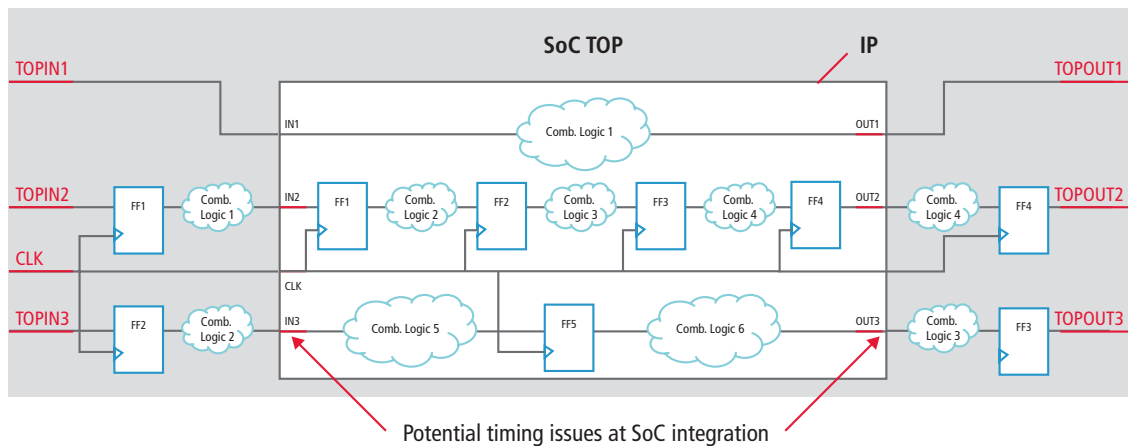 SoC TOP
IP
TOPIN1
TOPOUT1
IN1
Comb. Logic 1
OUT1
TOPIN2
FF1
Comb.
Logic 1
IN2
FF1
Comb.
Logic 2
FF2
Comb.
Logic 3
FF3
Comb.
Logic 4
FF4
OUT2
Comb.
Logic 4
FF4
TOPOUT2
CLK
CLK
TOPIN3
FF2
Comb.
Logic 2
IN3
Comb. Logic 5
FF5
Comb. Logic 6
OUT3
Comb.
Logic 3
FF3
TOPOUT3
Potential timing issues at SoC integration